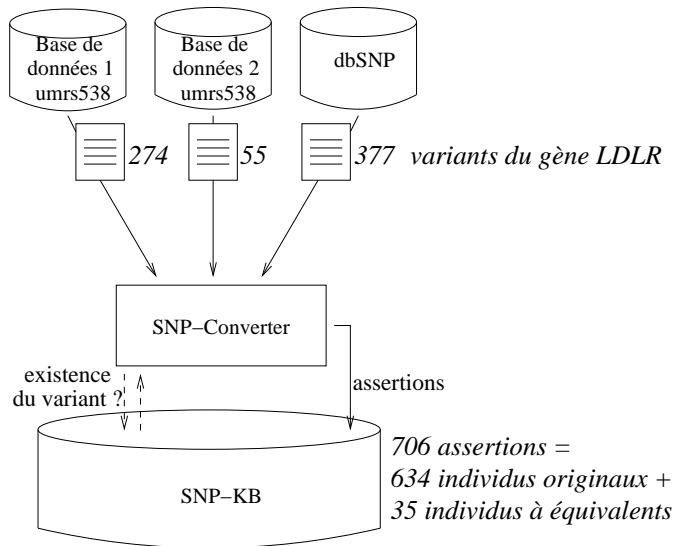 Base de
données 1
umrs538
Base de
données 2
umrs538
dbSNP
274
55
377 variants du gène LDLR
SNP−Converter
existence
du variant ?
assertions
SNP−KB
706 assertions =
634 individus originaux +
35 individus à équivalents